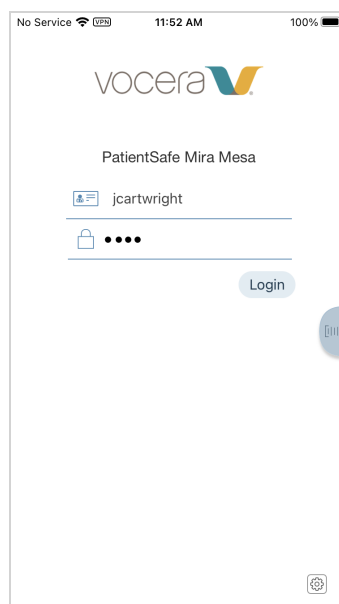 No Service VPN 11:52 AM 100%
vocera
PatientSafe Mira Mesa
jcartwright
••••
Login